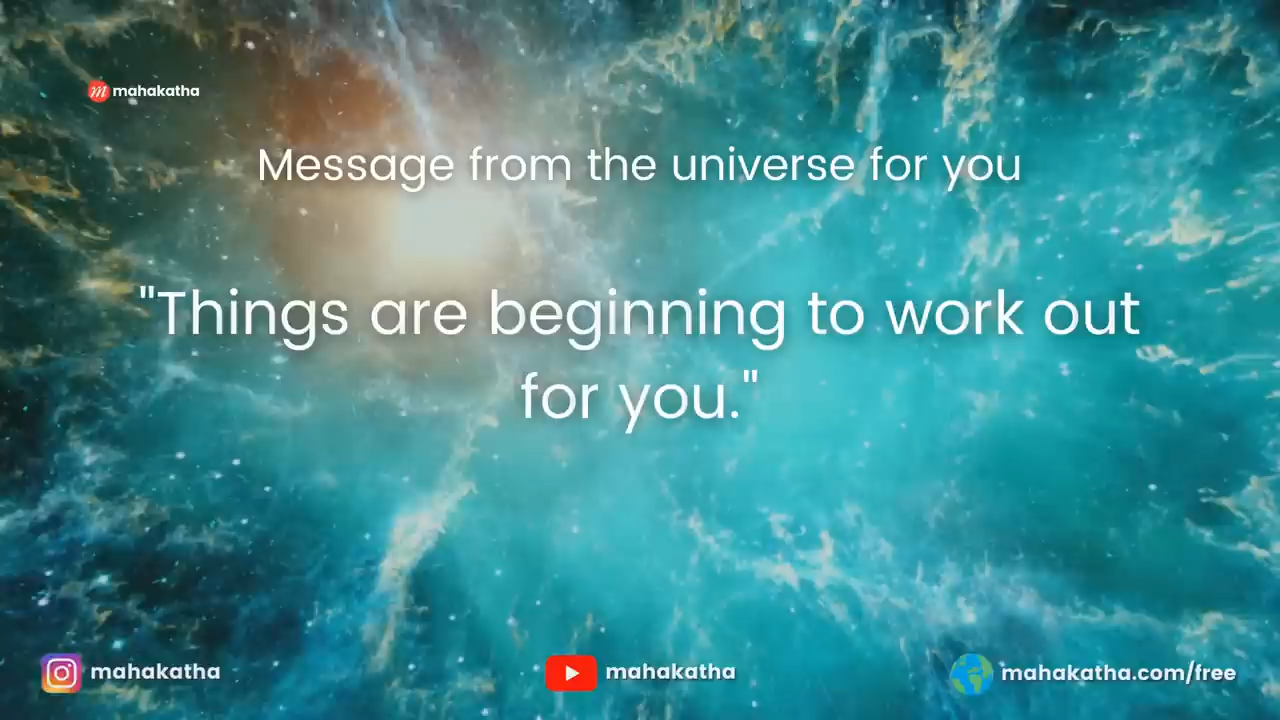 mahakatha
Message from the universe for you
"Things are beginning to work out
for you."
mahakatha
mahakatha
mahakatha.com/free